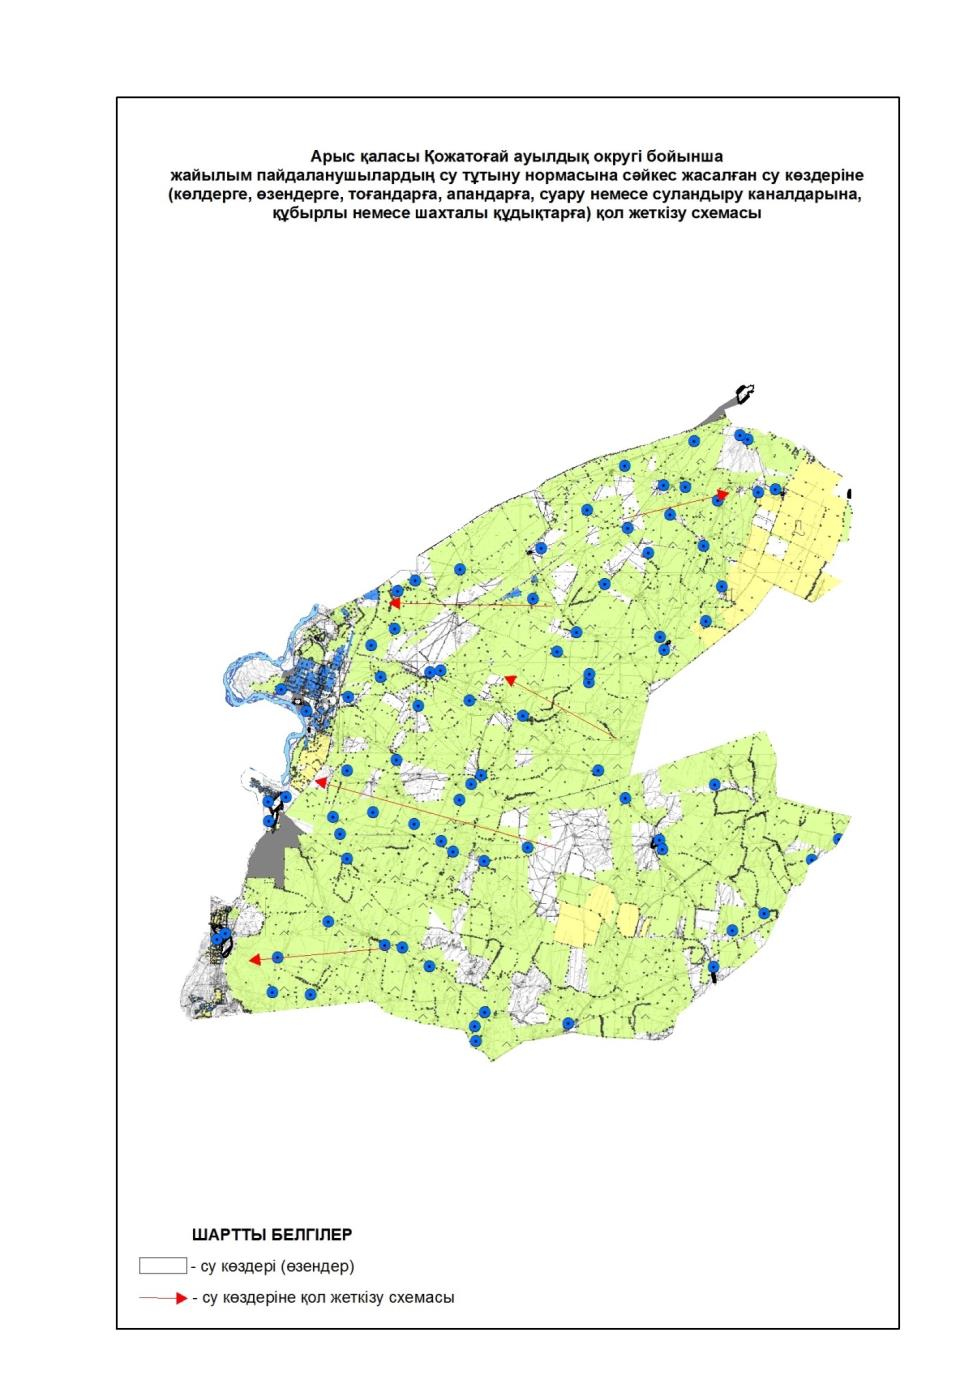 Арыс қаласы Қожатоғай ауылдық округі бойынша
жайылым пайдаланушылардың су тұтыну нормасына сәйкес жасалған су көздеріне
(көлдерге, өзендерге, тоғандарға, апандарға, суару немесе суландыру каналдарына,
құбырлы немесе шахталы құдықтарға) қол жеткізу схемасы
ШАРТТЫ БЕЛГІЛЕР
- су көздері (өзендер)
- су көздеріне қол жеткізу схемасы